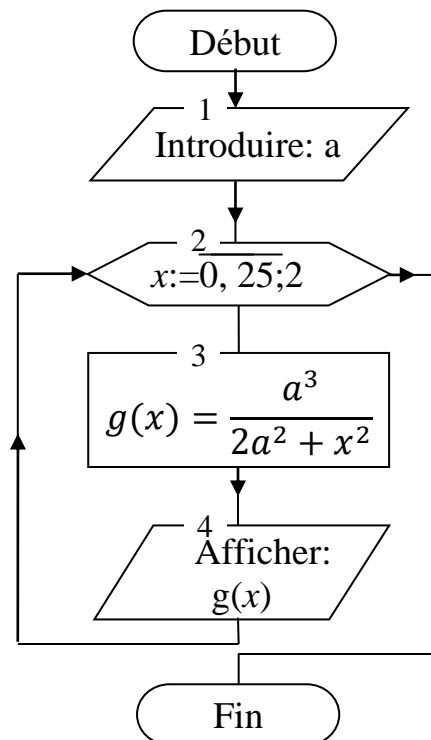 Début
1
Introduire: a
2
x:=0, 25;2
3
g(x) = a³ / (2a² + x²)
4
Afficher:
g(x)
Fin